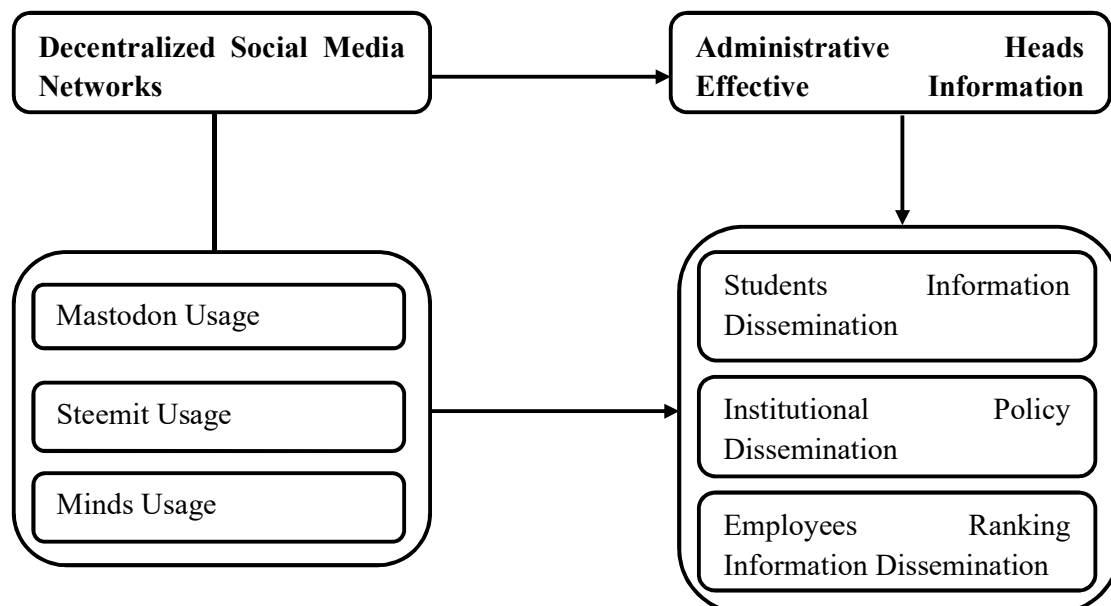 Decentralized Social Media
Networks
Administrative Heads
Effective Information
Mastodon Usage
Steemit Usage
Minds Usage
Students Information
Dissemination
Institutional Policy
Dissemination
Employees Ranking
Information Dissemination